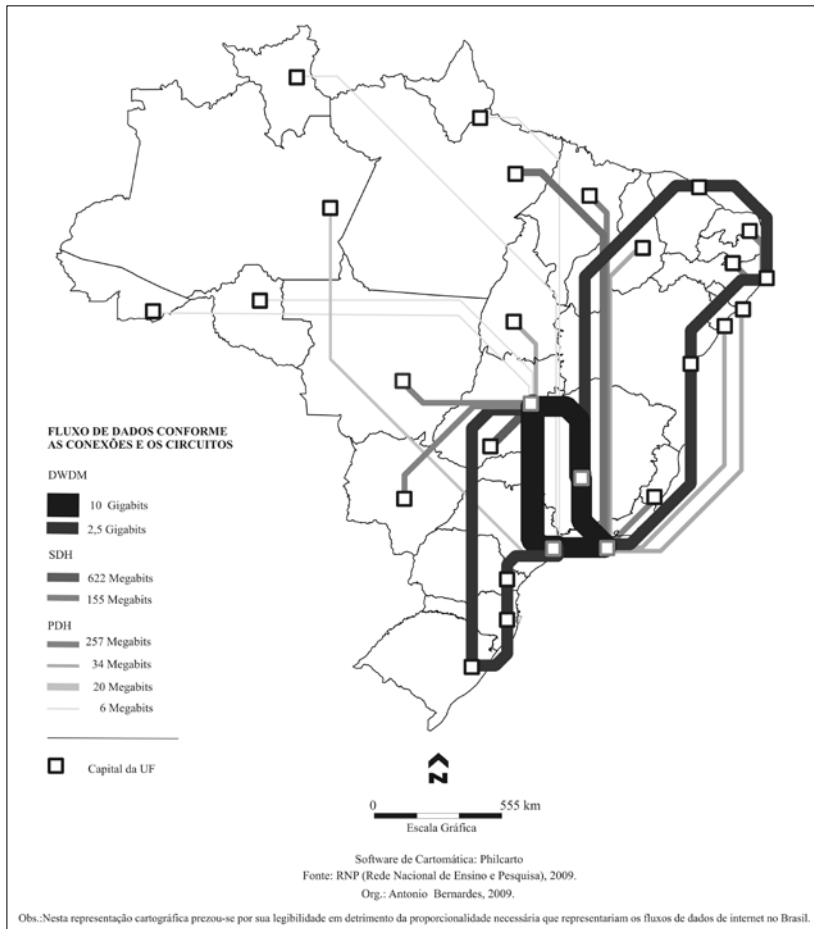 FLUXO DE DADOS CONFORME
AS CONEXÕES E OS CIRCUITOS
DWDM
10 Gigabits
2,5 Gigabits
SDH
622 Megabits
155 Megabits
PDH
257 Megabits
34 Megabits
20 Megabits
6 Megabits
Capital da UF
N
0 555 km
Escala Gráfica
Software de Cartomática: Philcarto
Fonte: RNP (Rede Nacional de Ensino e Pesquisa), 2009.
Org.: Antonio Bernardes, 2009.
Obs.:Nesta representação cartográfica prezou-se por sua legibilidade em detrimento da proporcionalidade necessária que representariam os fluxos de dados de internet no Brasil.